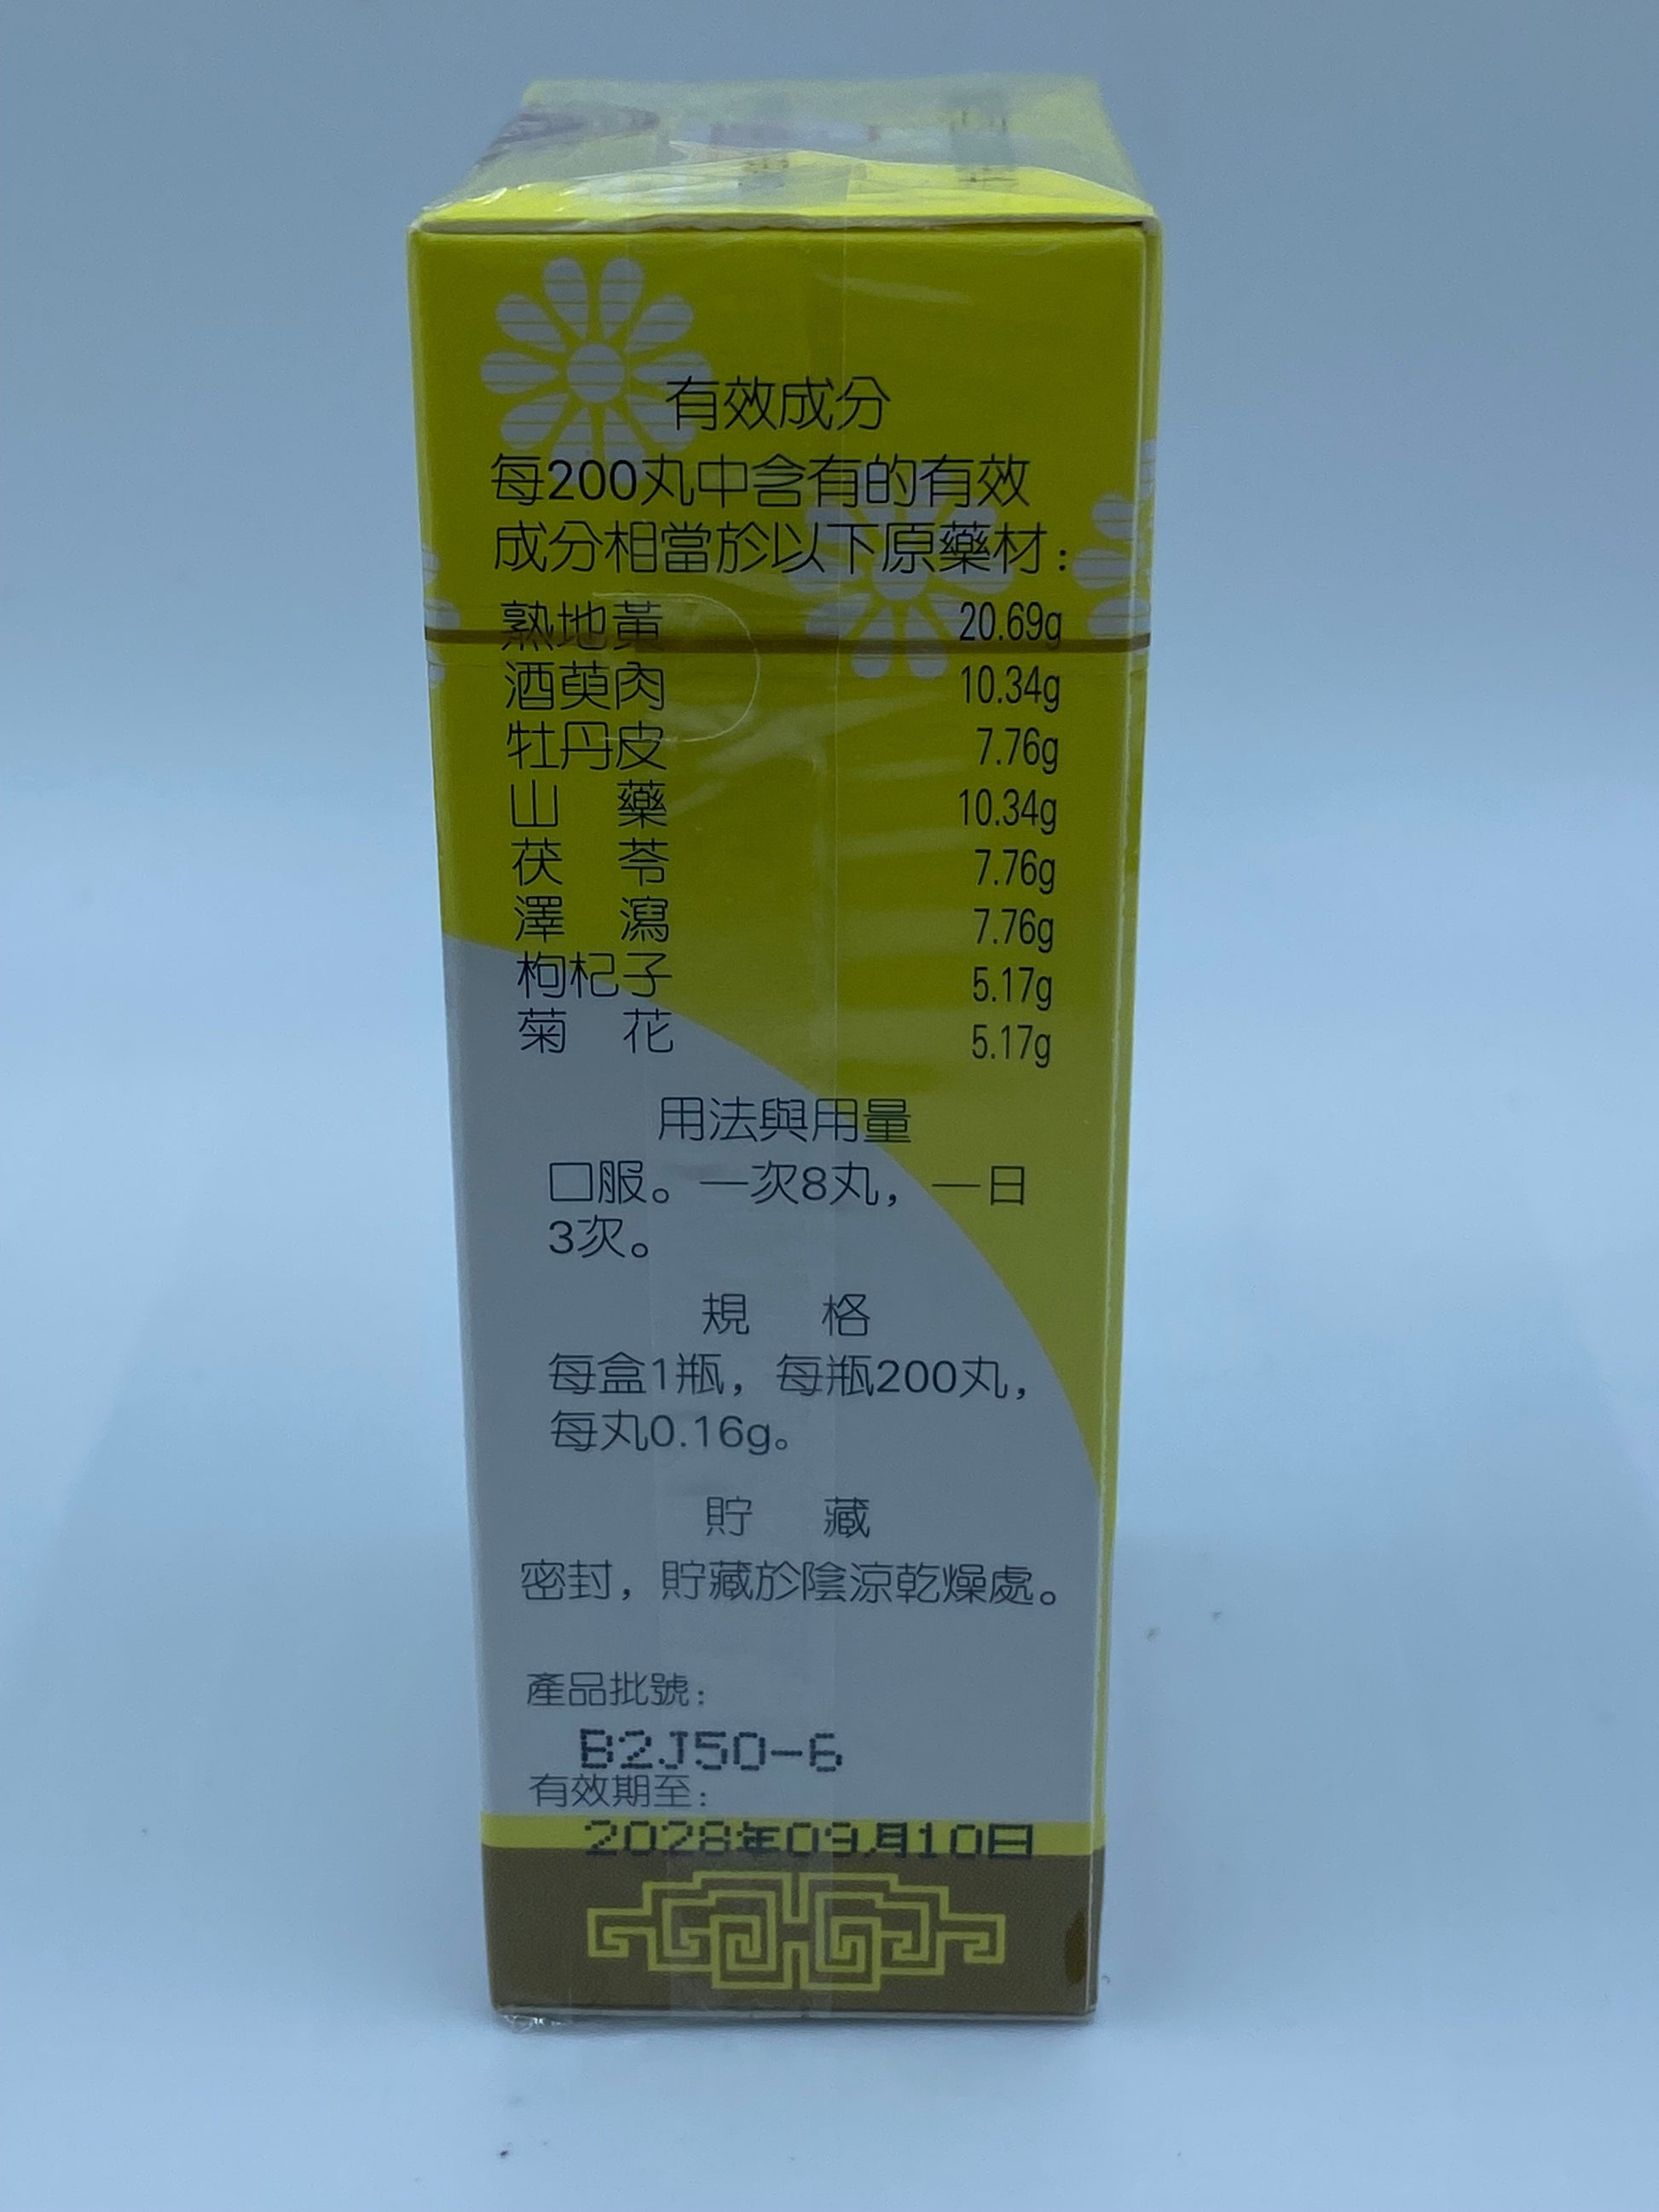 有效成分
每200丸中含有的有效
成分相當於以下原藥材：
熟地黃 20.69g
酒萸肉 10.34g
牡丹皮 7.76g
山藥 10.34g
茯苓 7.76g
澤瀉 7.76g
枸杞子 5.17g
菊花 5.17g
用法與用量
口服。一次8丸，一日
3次。
規格
每盒1瓶，每瓶200丸，
每丸0.16g。
貯藏
密封，貯藏於陰涼乾燥處。
產品批號：
B2J50-6
有效期至：
2028年09月10日